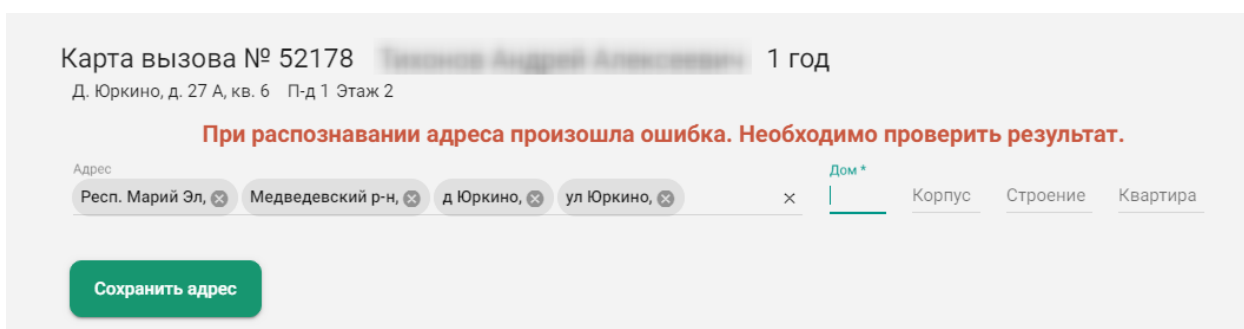 Карта вызова № 52178 1 год
Д. Юркино, д. 27 А, кв. 6 П-д 1 Этаж 2
При распознавании адреса произошла ошибка. Необходимо проверить результат.
Адрес
Дом *
Респ. Марий Эл, Медведевский р-н, д Юркино, ул Юркино, Корпус Строение Квартира
Сохранить адрес